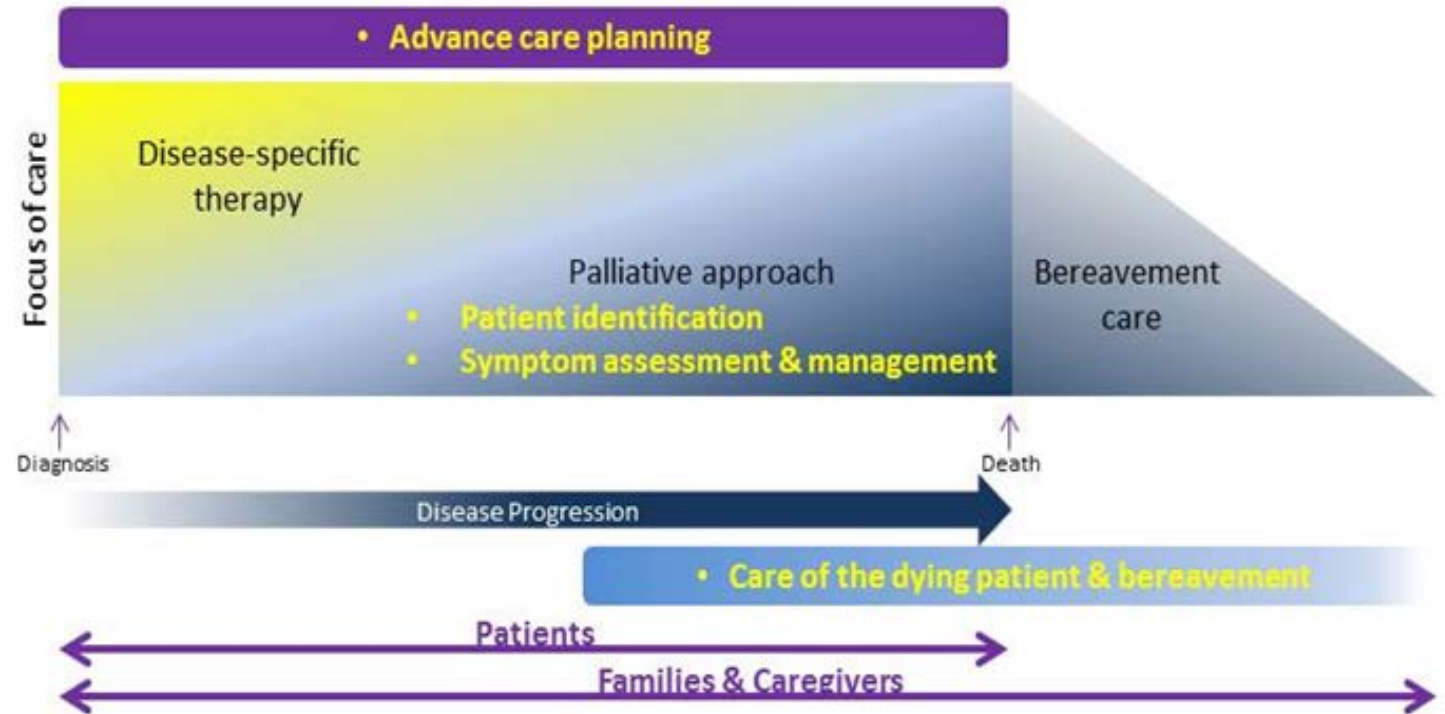 • Advance care planning
Focus of care
Disease-specific
therapy
Palliative approach
• Patient identification
• Symptom assessment & management
Bereavement
care
Diagnosis
Death
Disease Progression
• Care of the dying patient & bereavement
Patients
Families & Caregivers